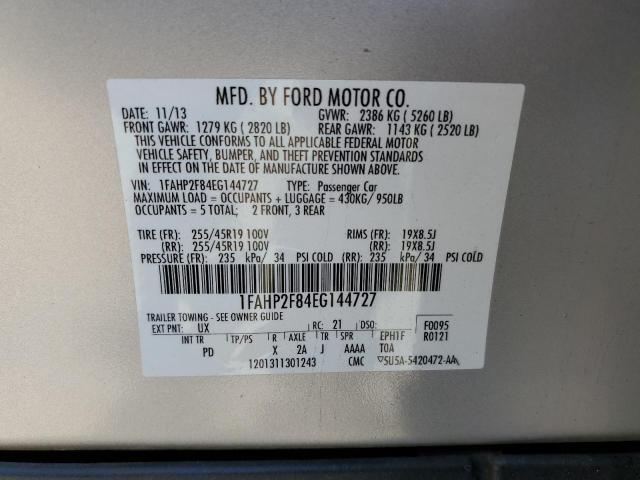 MFD. BY FORD MOTOR CO.
DATE: 11/13 GVWR: 2386 KG ( 5260 LB)
FRONT GAWR: 1279 KG ( 2820 LB) REAR GAWR: 1143 KG ( 2520 LB)
THIS VEHICLE CONFORMS TO ALL APPLICABLE FEDERAL MOTOR
VEHICLE SAFETY, BUMPER, AND THEFT PREVENTION STANDARDS
IN EFFECT ON THE DATE OF MANUFACTURE SHOWN ABOVE.
VIN: 1FAHP2F84EG144727 TYPE: Passenger Car
MAXIMUM LOAD = OCCUPANTS + LUGGAGE = 430KG/ 950LB
OCCUPANTS = 5 TOTAL; 2 FRONT, 3 REAR
TIRE (FR): 255/45R19 100V RIMS (FR): 19X8.5J
(RR): 255/45R19 100V (RR): 19X8.5J
PRESSURE (FR): 235 kPa/ 34 PSI COLD (RR): 235 kPa/ 34 PSI COLD
1FAHP2F84EG144727
TRAILER TOWING - SEE OWNER GUIDE
EXT PNT: UX RC: 21 DSO: F0095
INT TR TP/PS R AXLE TR SPR EPH1F R0121
PD X 2A J AAAA TOA
1201311301243 CMC 5U5A-5420472-AA